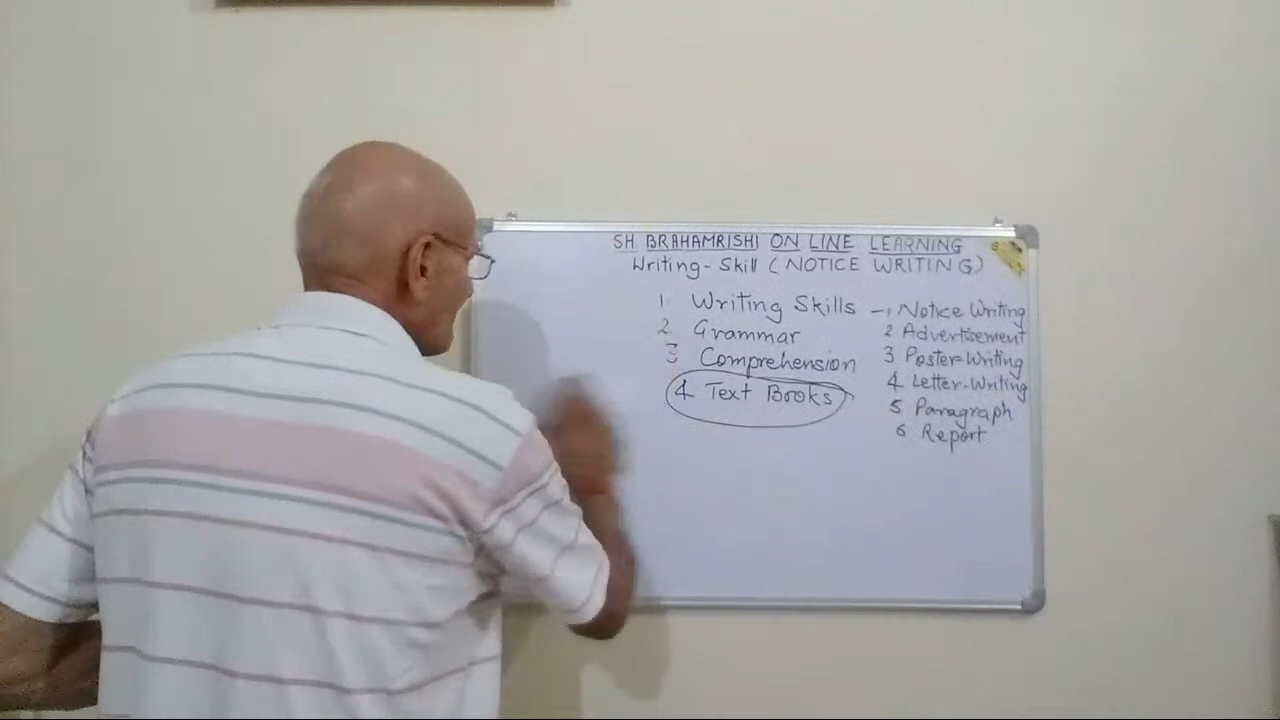 SH BRAHAMRISHI ON LINE LEARNING
Writing-Skill (NOTICE WRITING)
1. Writing Skills
2 Grammar
3 Comprehension
4 Text Books
1 Notice Writing
2 Advertisement
3 Poster-Writing
4 Letter-Writing
5 Paragraph
6 Report